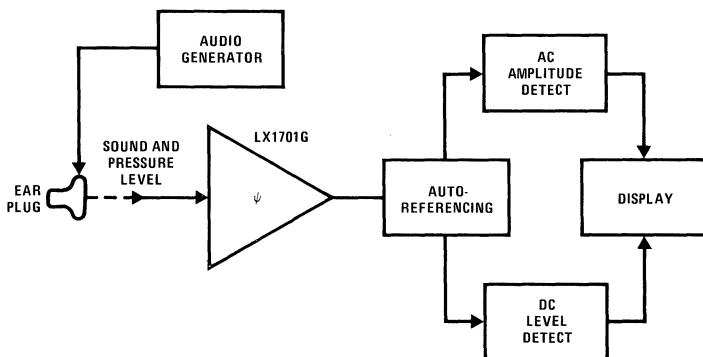 AUDIO
GENERATOR
AC
AMPLITUDE
DETECT
LX1701G
SOUND AND
PRESSURE
LEVEL
EAR
PLUG
ψ
AUTO-
REFERENCING
DISPLAY
DC
LEVEL
DETECT